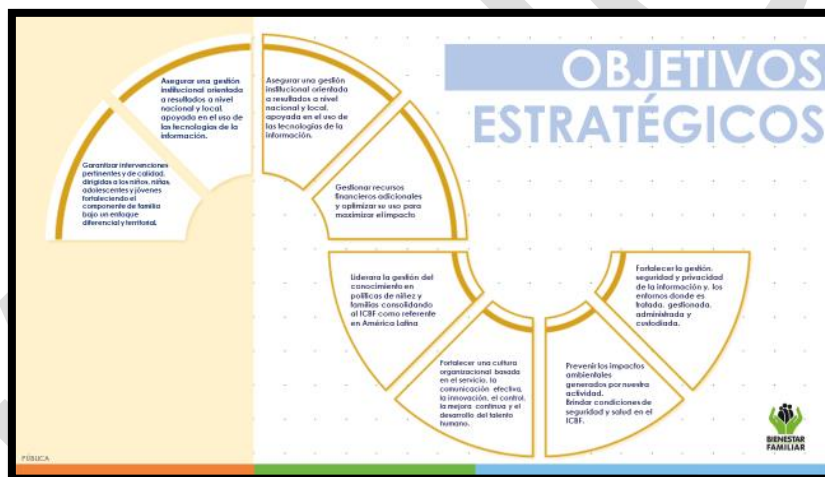 OBJETIVOS
ESTRATÉGICOS
Garantizar intervenciones
pertinentes y de calidad,
dirigidas a los niños, niñas,
adolescentes y jóvenes
fortaleciendo el
componente de familia
bajo un enfoque
diferencial y territorial.
Asegurar una gestión
institucional orientada
a resultados a nivel
nacional y local,
apoyada en el uso de
las tecnologías de la
información.
Asegurar una gestión
institucional orientada
a resultados a nivel
nacional y local,
apoyada en el uso de
las tecnologías de la
información.
Gestionar recursos
financieros adicionales
y optimizar su uso para
maximizar el impacto
Liderara la gestión del
conocimiento en
políticas de niñez y
familias consolidando
al ICBF como referente
en América Latina
Fortalecer una cultura
organizacional basada
en el servicio, la
comunicación efectiva,
la innovación, el control,
la mejora continua y el
desarrollo del talento
humano.
Prevenir los impactos
ambientales
generados por nuestra
actividad.
Brindar condiciones de
seguridad y salud en el
ICBF.
Fortalecer la gestión,
seguridad y privacidad
de la información y, los
entornos donde es
tratada, gestionada,
administrada y
custodiada.
BIENESTAR
FAMILIAR
PÚBLICA